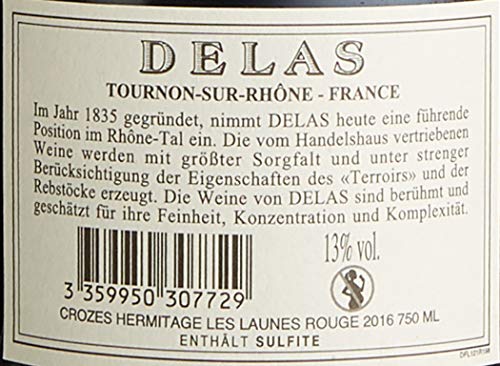 DELAS
TOURNON-SUR-RHÔNE - FRANCE
Im Jahr 1835 gegründet, nimmt DELAS heute eine führende
Position im Rhône-Tal ein. Die vom Handelshaus vertriebenen
Weine werden mit größter Sorgfalt und unter strenger
Berücksichtigung der Eigenschaften des «Terroirs» und der
Rebstöcke erzeugt. Die Weine von DELAS sind berühmt und
geschätzt für ihre Feinheit, Konzentration und Komplexität.
13% vol.
3 359950 307729
CROZES HERMITAGE LES LAUNES ROUGE 2016 750 ML
ENTHÄLT SULFITE